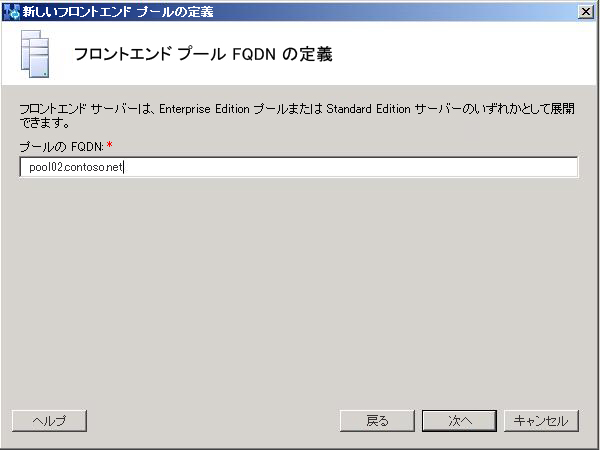 新しいフロントエンド プールの定義
フロントエンド プール FQDN の定義
フロントエンド サーバーは、Enterprise Edition プールまたは Standard Edition サーバーのいずれかとして展開
できます。
プールの FQDN: *
pool02.contoso.net
ヘルプ
戻る
次へ
キャンセル